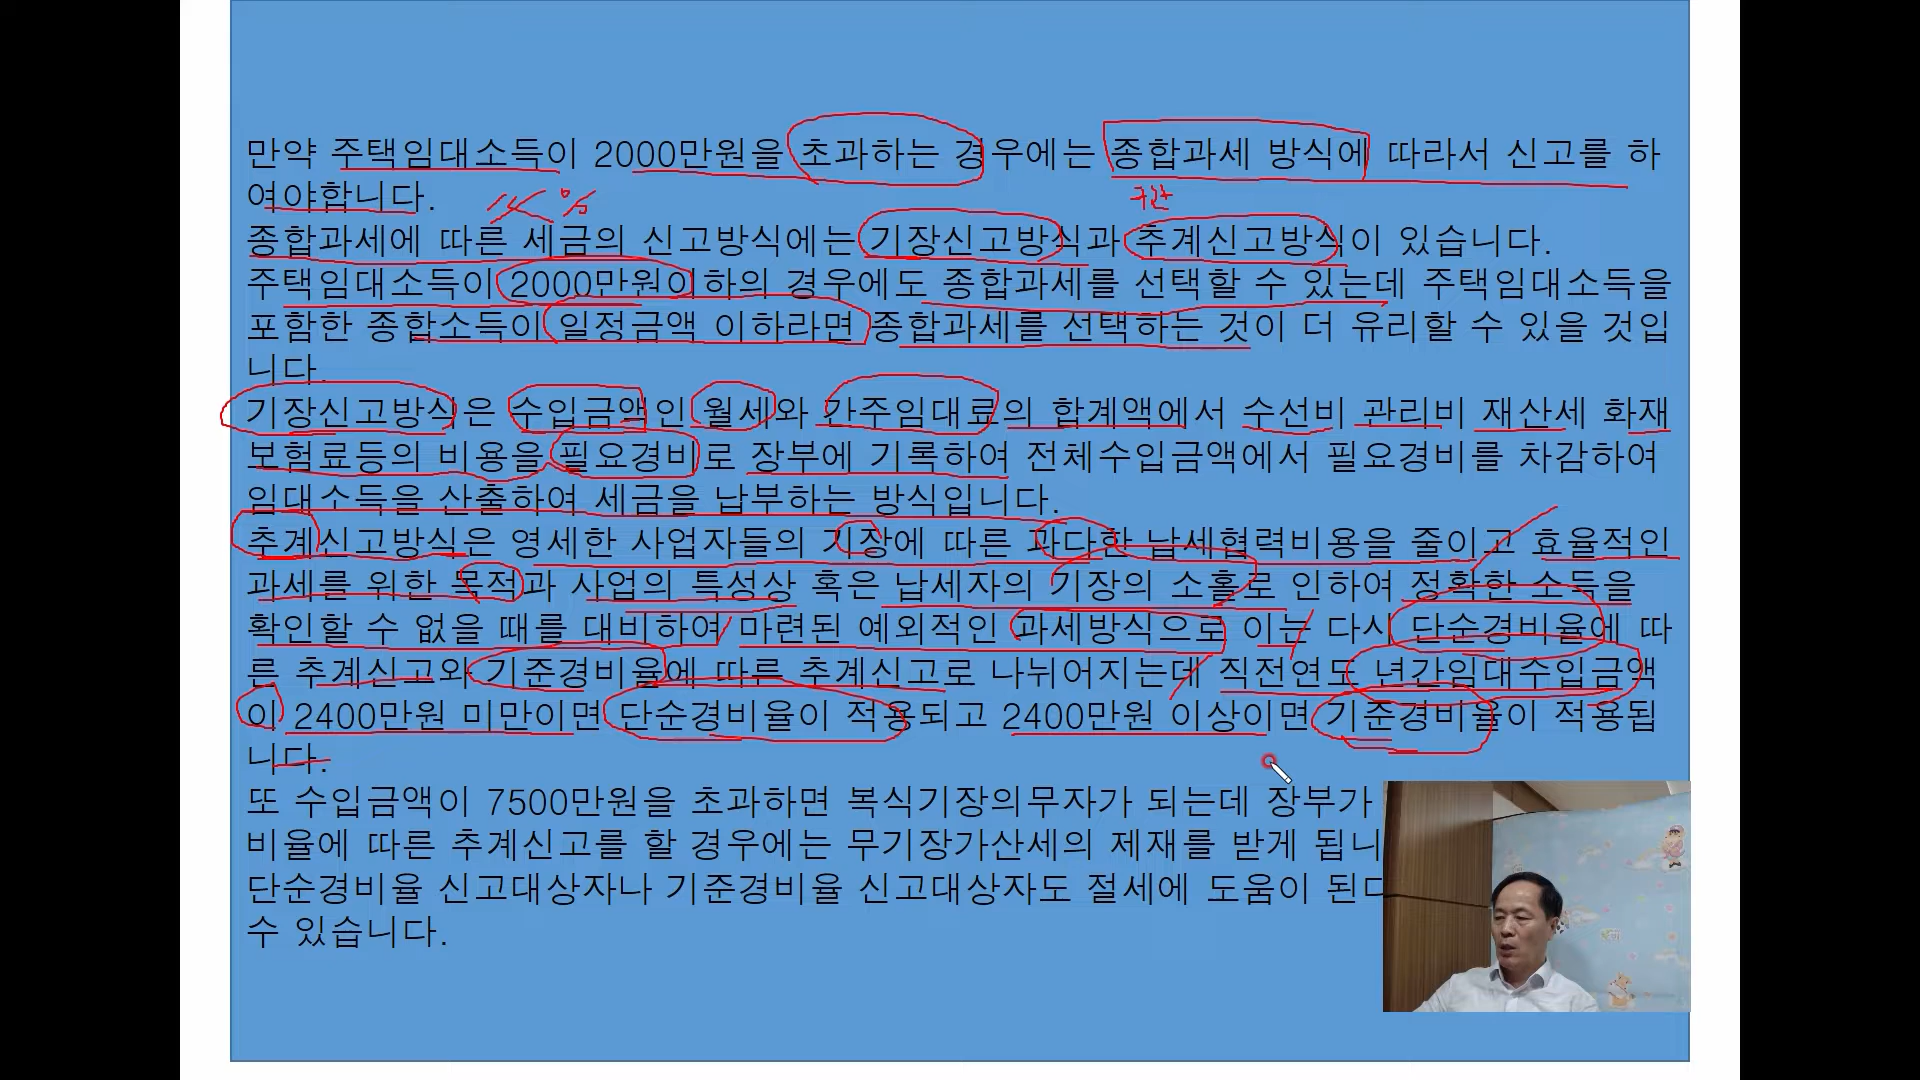 만약 주택임대소득이 2000만원을 초과하는 경우에는 종합과세 방식에 따라서 신고를 하
여야합니다.
종합과세에 따른 세금의 신고방식에는 기장신고방식과 추계신고방식이 있습니다.
주택임대소득이 2000만원이하의 경우에도 종합과세를 선택할 수 있는데 주택임대소득을
포함한 종합소득이 일정금액 이하라면 종합과세를 선택하는 것이 더 유리할 수 있을 것입
니다.
기장신고방식은 수입금액인 월세와 간주임대료의 합계액에서 수선비 관리비 재산세 화재
보험료등의 비용을 필요경비로 장부에 기록하여 전체수입금액에서 필요경비를 차감하여
임대소득을 산출하여 세금을 납부하는 방식입니다.
추계신고방식은 영세한 사업자들의 기장에 따른 과다한 납세협력비용을 줄이고 효율적인
과세를 위한 목적과 사업의 특성상 혹은 납세자의 기장의 소홀로 인하여 정확한 소득을
확인할 수 없을 때를 대비하여 마련된 예외적인 과세방식으로 이는 다시 단순경비율에 따
른 추계신고와 기준경비율에 따른 추계신고로 나뉘어지는데 직전연도 년간임대수입금액
이 2400만원 미만이면 단순경비율이 적용되고 2400만원 이상이면 기준경비율이 적용됩
니다.
또 수입금액이 7500만원을 초과하면 복식기장의무자가 되는데 장부가
비율에 따른 추계신고를 할 경우에는 무기장가산세의 제재를 받게 됩니
단순경비율 신고대상자나 기준경비율 신고대상자도 절세에 도움이
수 있습니다.